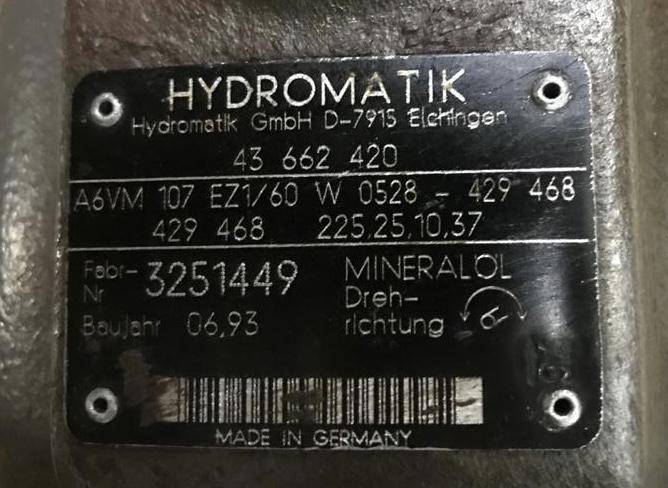 HYDROMATIK
Hydromatik GmbH D-7915 Elchingen
43 662 420
A6VM 107 EZ1/60 W 0528 - 429 468
429 468 225,25,10,37
Fabr-Nr 3251449
MINERALÖL
Dreh-richtung
Baujahr 06,93
MADE IN GERMANY